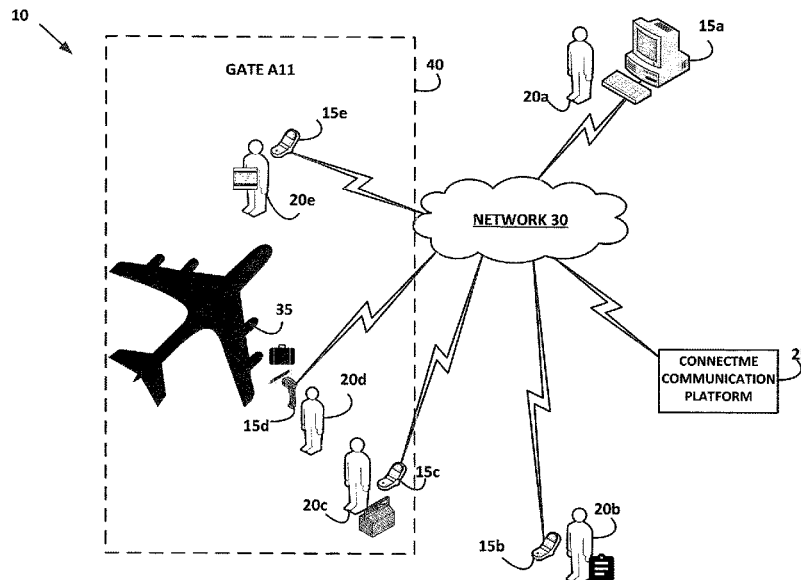 10
GATE A11
40
15a
20a
15e
20e
NETWORK 30
35
20d
15d
CONNECTME
COMMUNICATION
PLATFORM
15c
20c
20b
15b